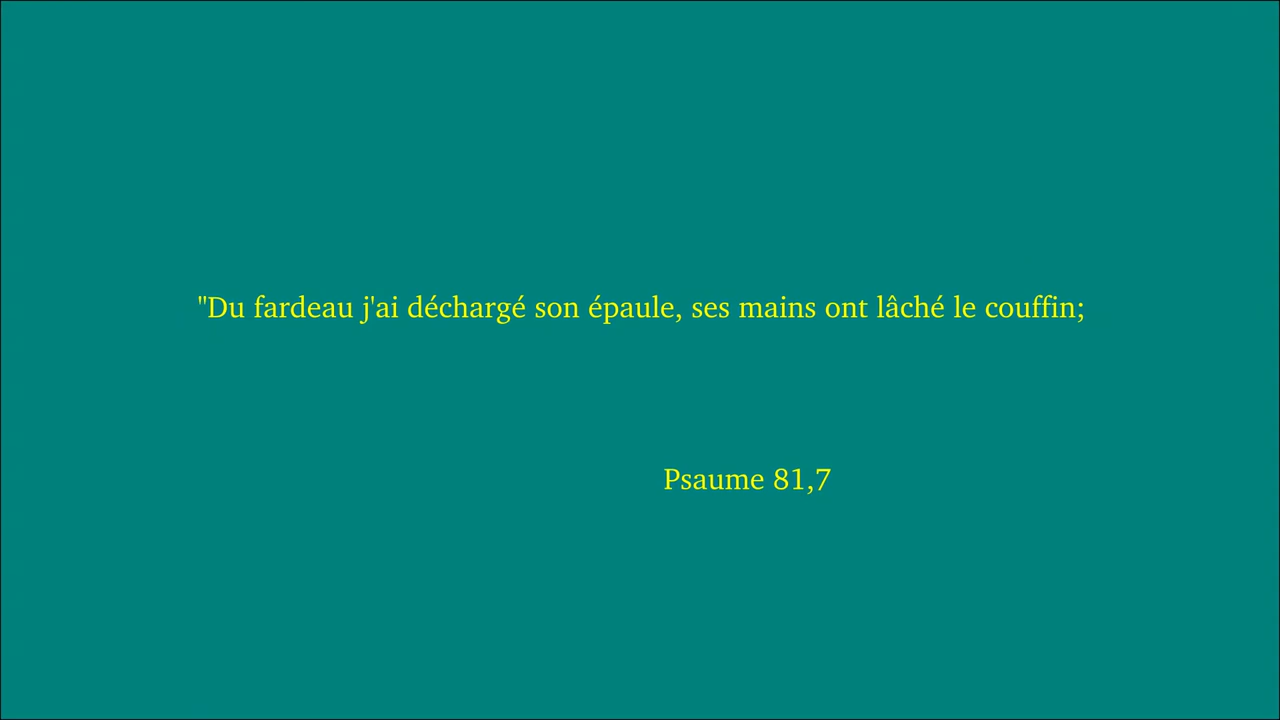 "Du fardeau j'ai déchargé son épaule, ses mains ont lâché le couffin;
Psaume 81,7